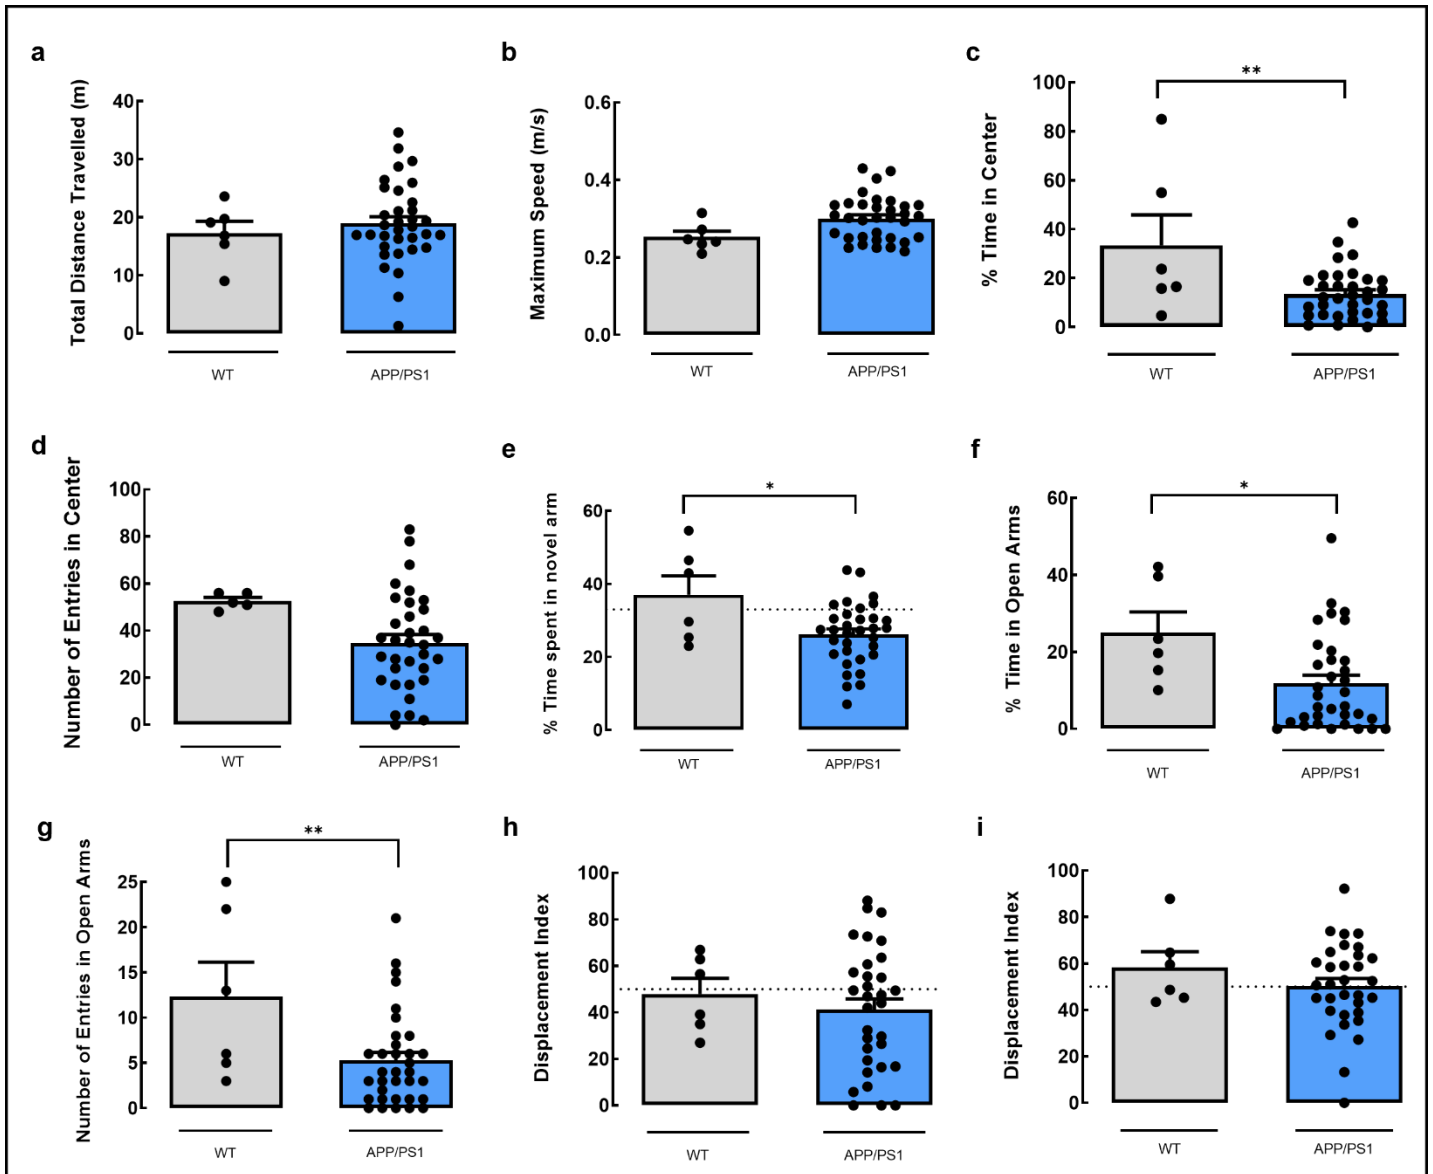 a
Total Distance Travelled (m)
40
30
20
10
0
WT
APP/PS1
b
Maximum Speed (m/s)
0.6
0.4
0.2
0.0
WT
APP/PS1
c
% Time in Center
100
80
60
40
20
0
**
WT
APP/PS1
d
Number of Entries in Center
100
80
60
40
20
0
WT
APP/PS1
e
% Time spent in novel arm
60
40
20
0
*
WT
APP/PS1
f
% Time in Open Arms
60
40
20
0
*
WT
APP/PS1
g
Number of Entries in Open Arms
25
20
15
10
5
0
**
WT
APP/PS1
h
Displacement Index
100
80
60
40
20
0
WT
APP/PS1
i
Displacement Index
100
80
60
40
20
0
WT
APP/PS1